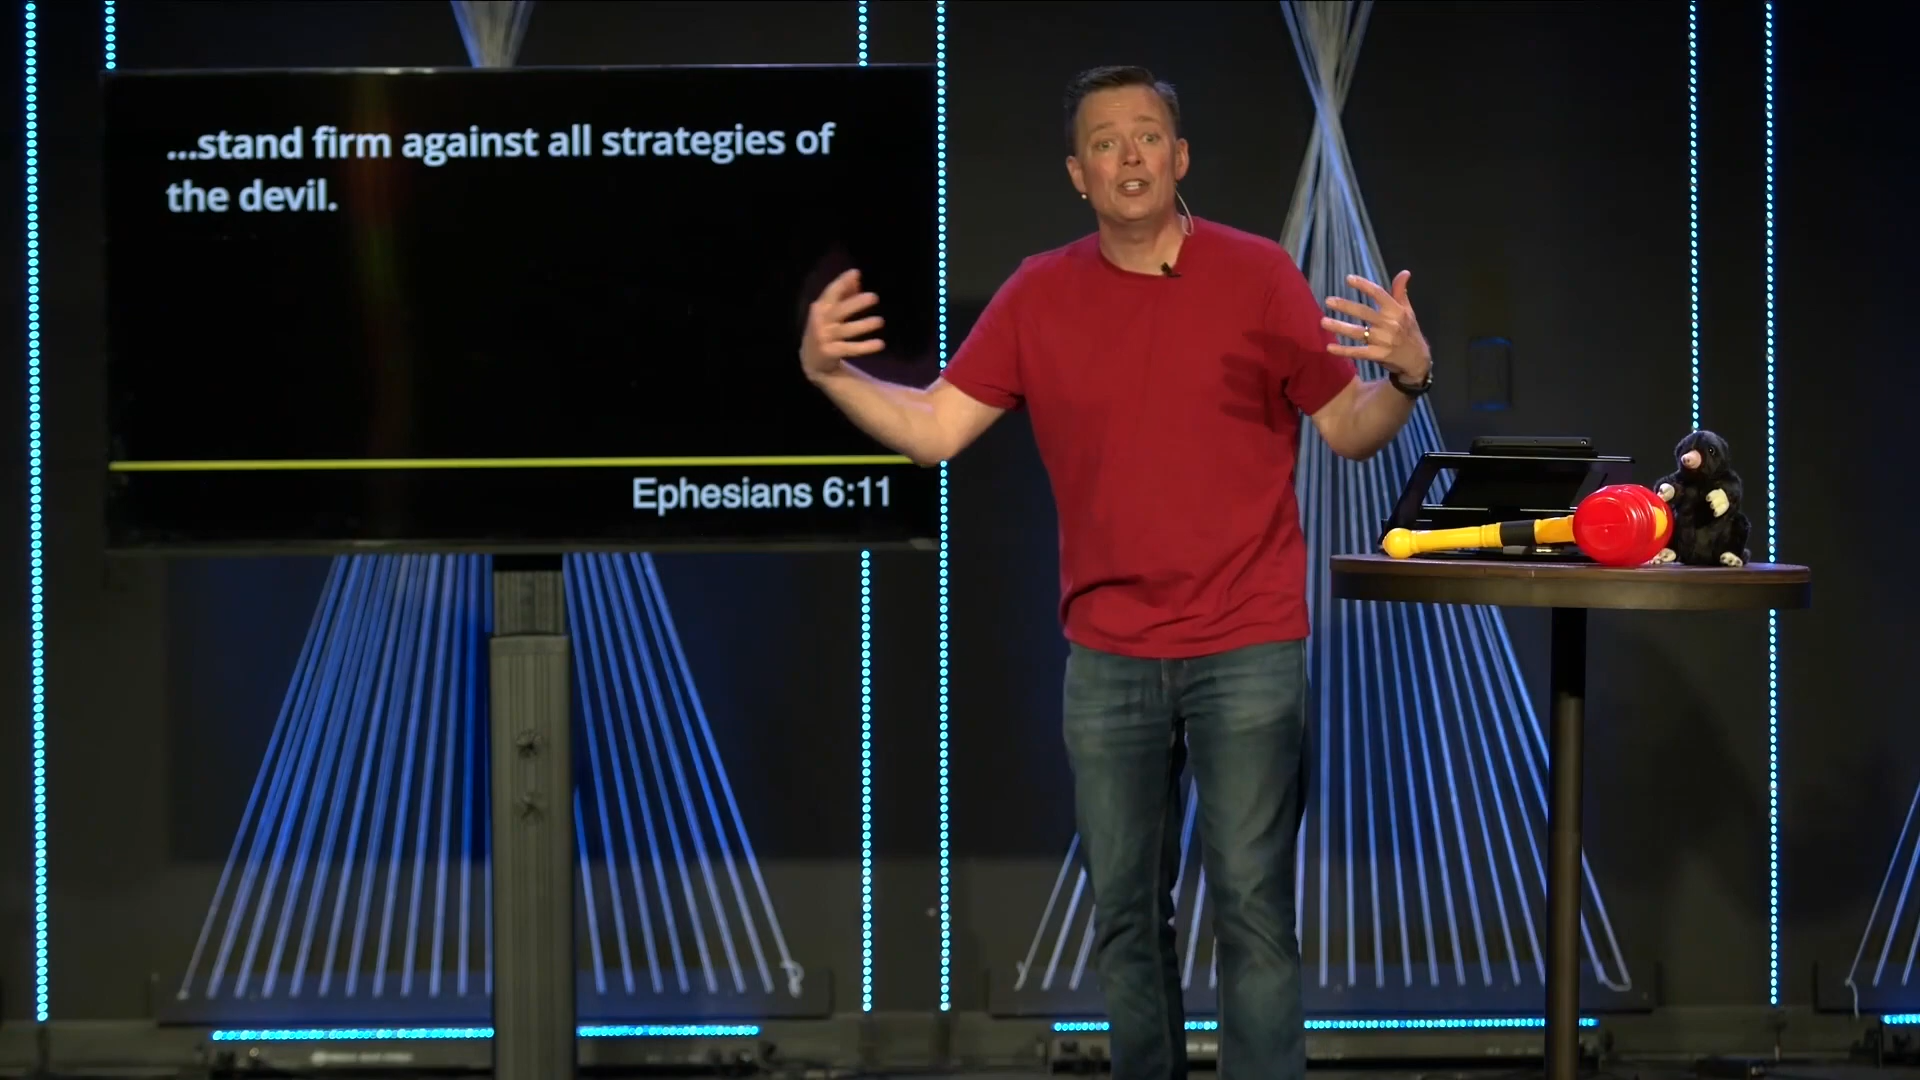 ...stand firm against all strategies of
the devil.
Ephesians 6:11